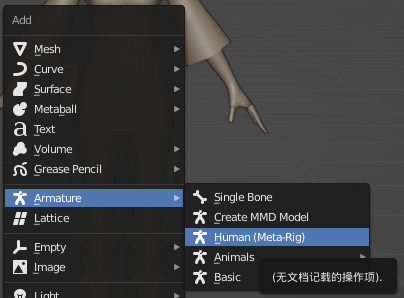 Add
Mesh
Curve
Surface
Metaball
Text
Volume
Grease Pencil
Armature
Lattice
Empty
Image
Light
Single Bone
Create MMD Model
Human (Meta-Rig)
Animals
Basic
(无文档记载的操作项).